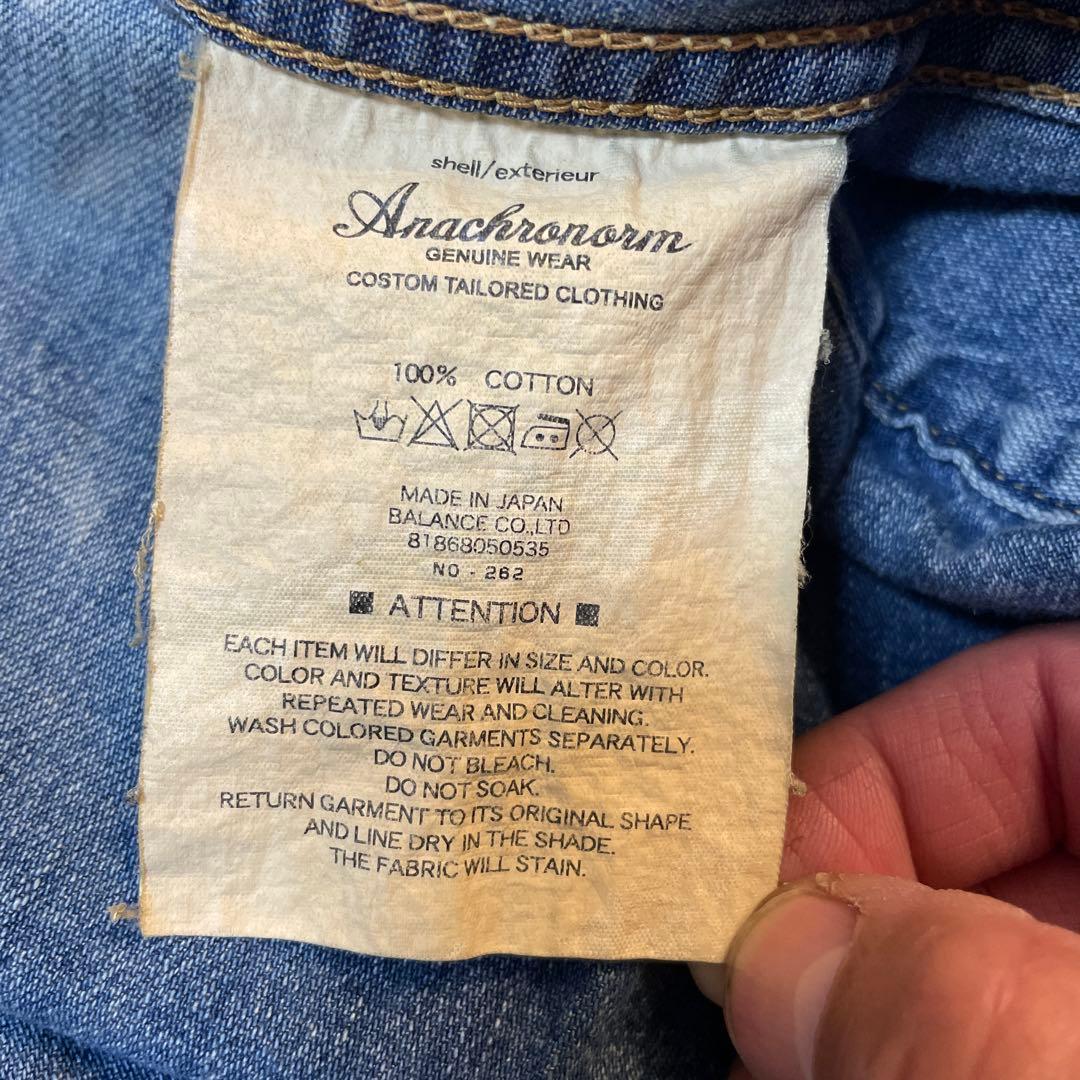 shell/exterieur
Anachronorm
GENUINE WEAR
COSTOM TAILORED CLOTHING
100% COTTON
MADE IN JAPAN
BALANCE CO.,LTD
81868050535
NO - 262
ATTENTION
EACH ITEM WILL DIFFER IN SIZE AND COLOR.
COLOR AND TEXTURE WILL ALTER WITH
REPEATED WEAR AND CLEANING.
WASH COLORED GARMENTS SEPARATELY.
DO NOT BLEACH.
DO NOT SOAK.
RETURN GARMENT TO ITS ORIGINAL SHAPE
AND LINE DRY IN THE SHADE.
THE FABRIC WILL STAIN.